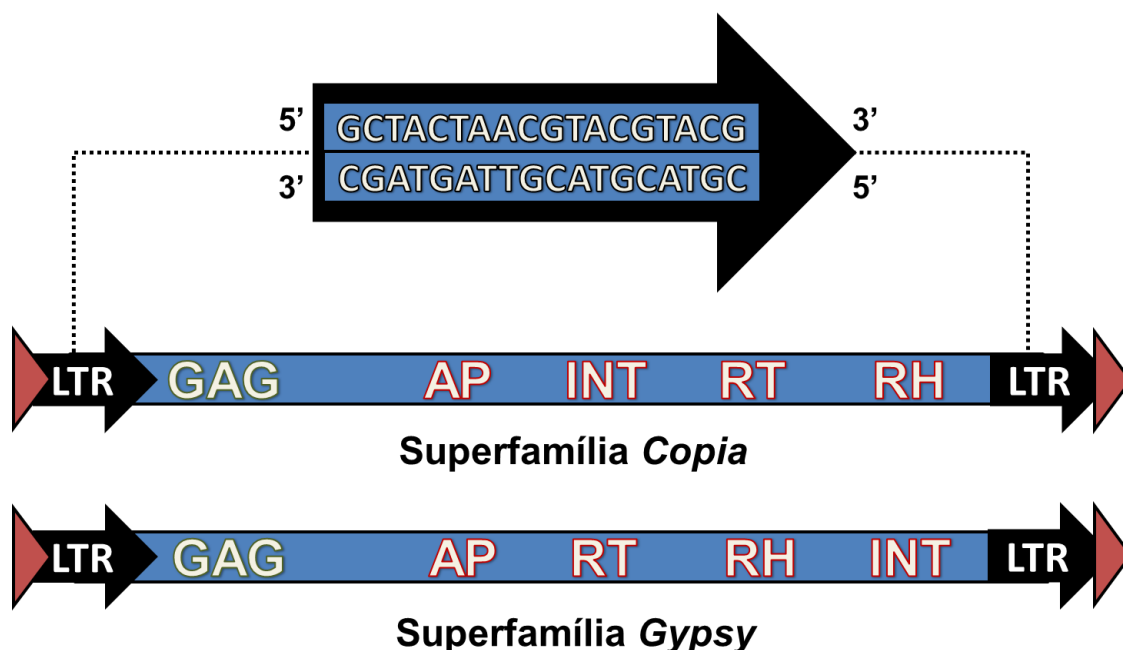 5’ GCTACTAACGTACGTACG 3’
3’ CGATGATTGCATGCATGC 5’
LTR GAG AP INT RT RH LTR
Superfamília Copia
LTR GAG AP RT RH INT LTR
Superfamília Gypsy